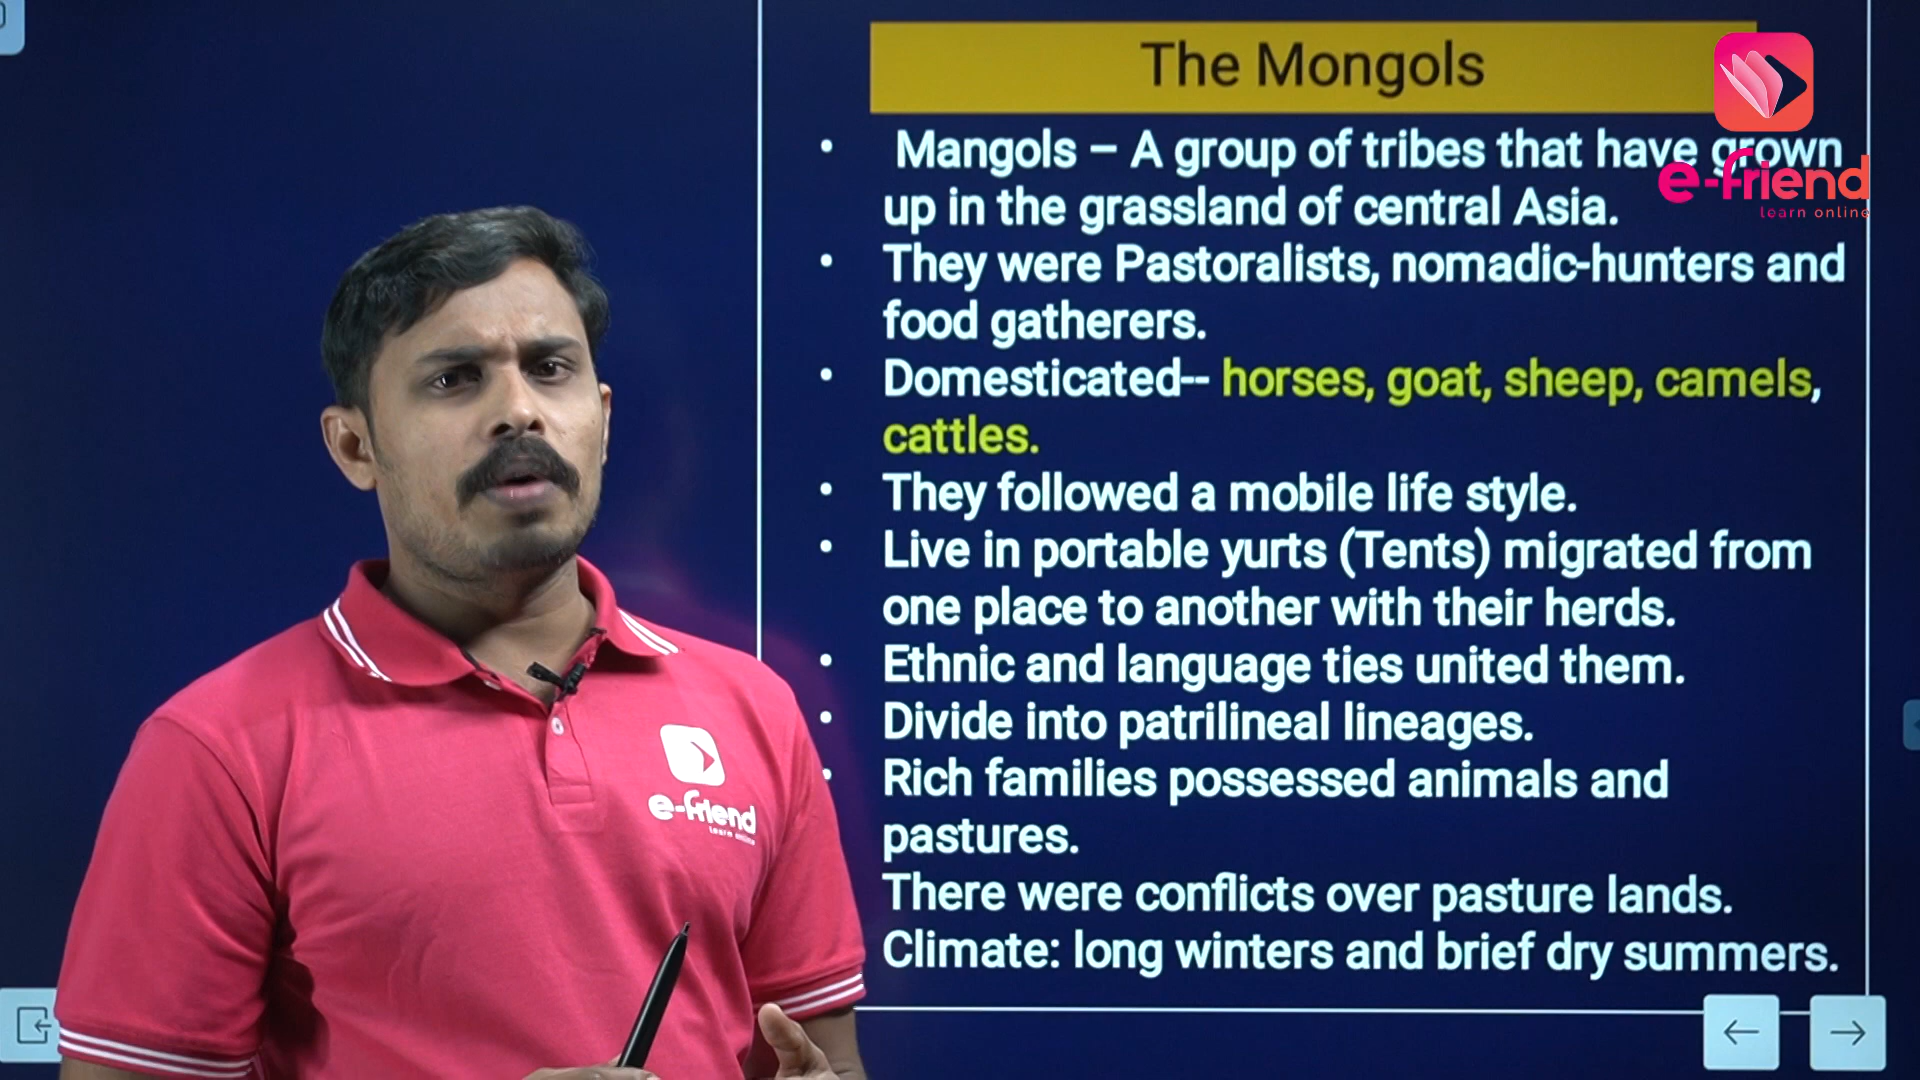 The Mongols
• Mangols – A group of tribes that have grown
up in the grassland of central Asia.
• They were Pastoralists, nomadic-hunters and
food gatherers.
• Domesticated-- horses, goat, sheep, camels,
cattles.
• They followed a mobile life style.
• Live in portable yurts (Tents) migrated from
one place to another with their herds.
• Ethnic and language ties united them.
• Divide into patrilineal lineages.
• Rich families possessed animals and
pastures.
There were conflicts over pasture lands.
Climate: long winters and brief dry summers.
e-friend
learn online
e-friend
learn online